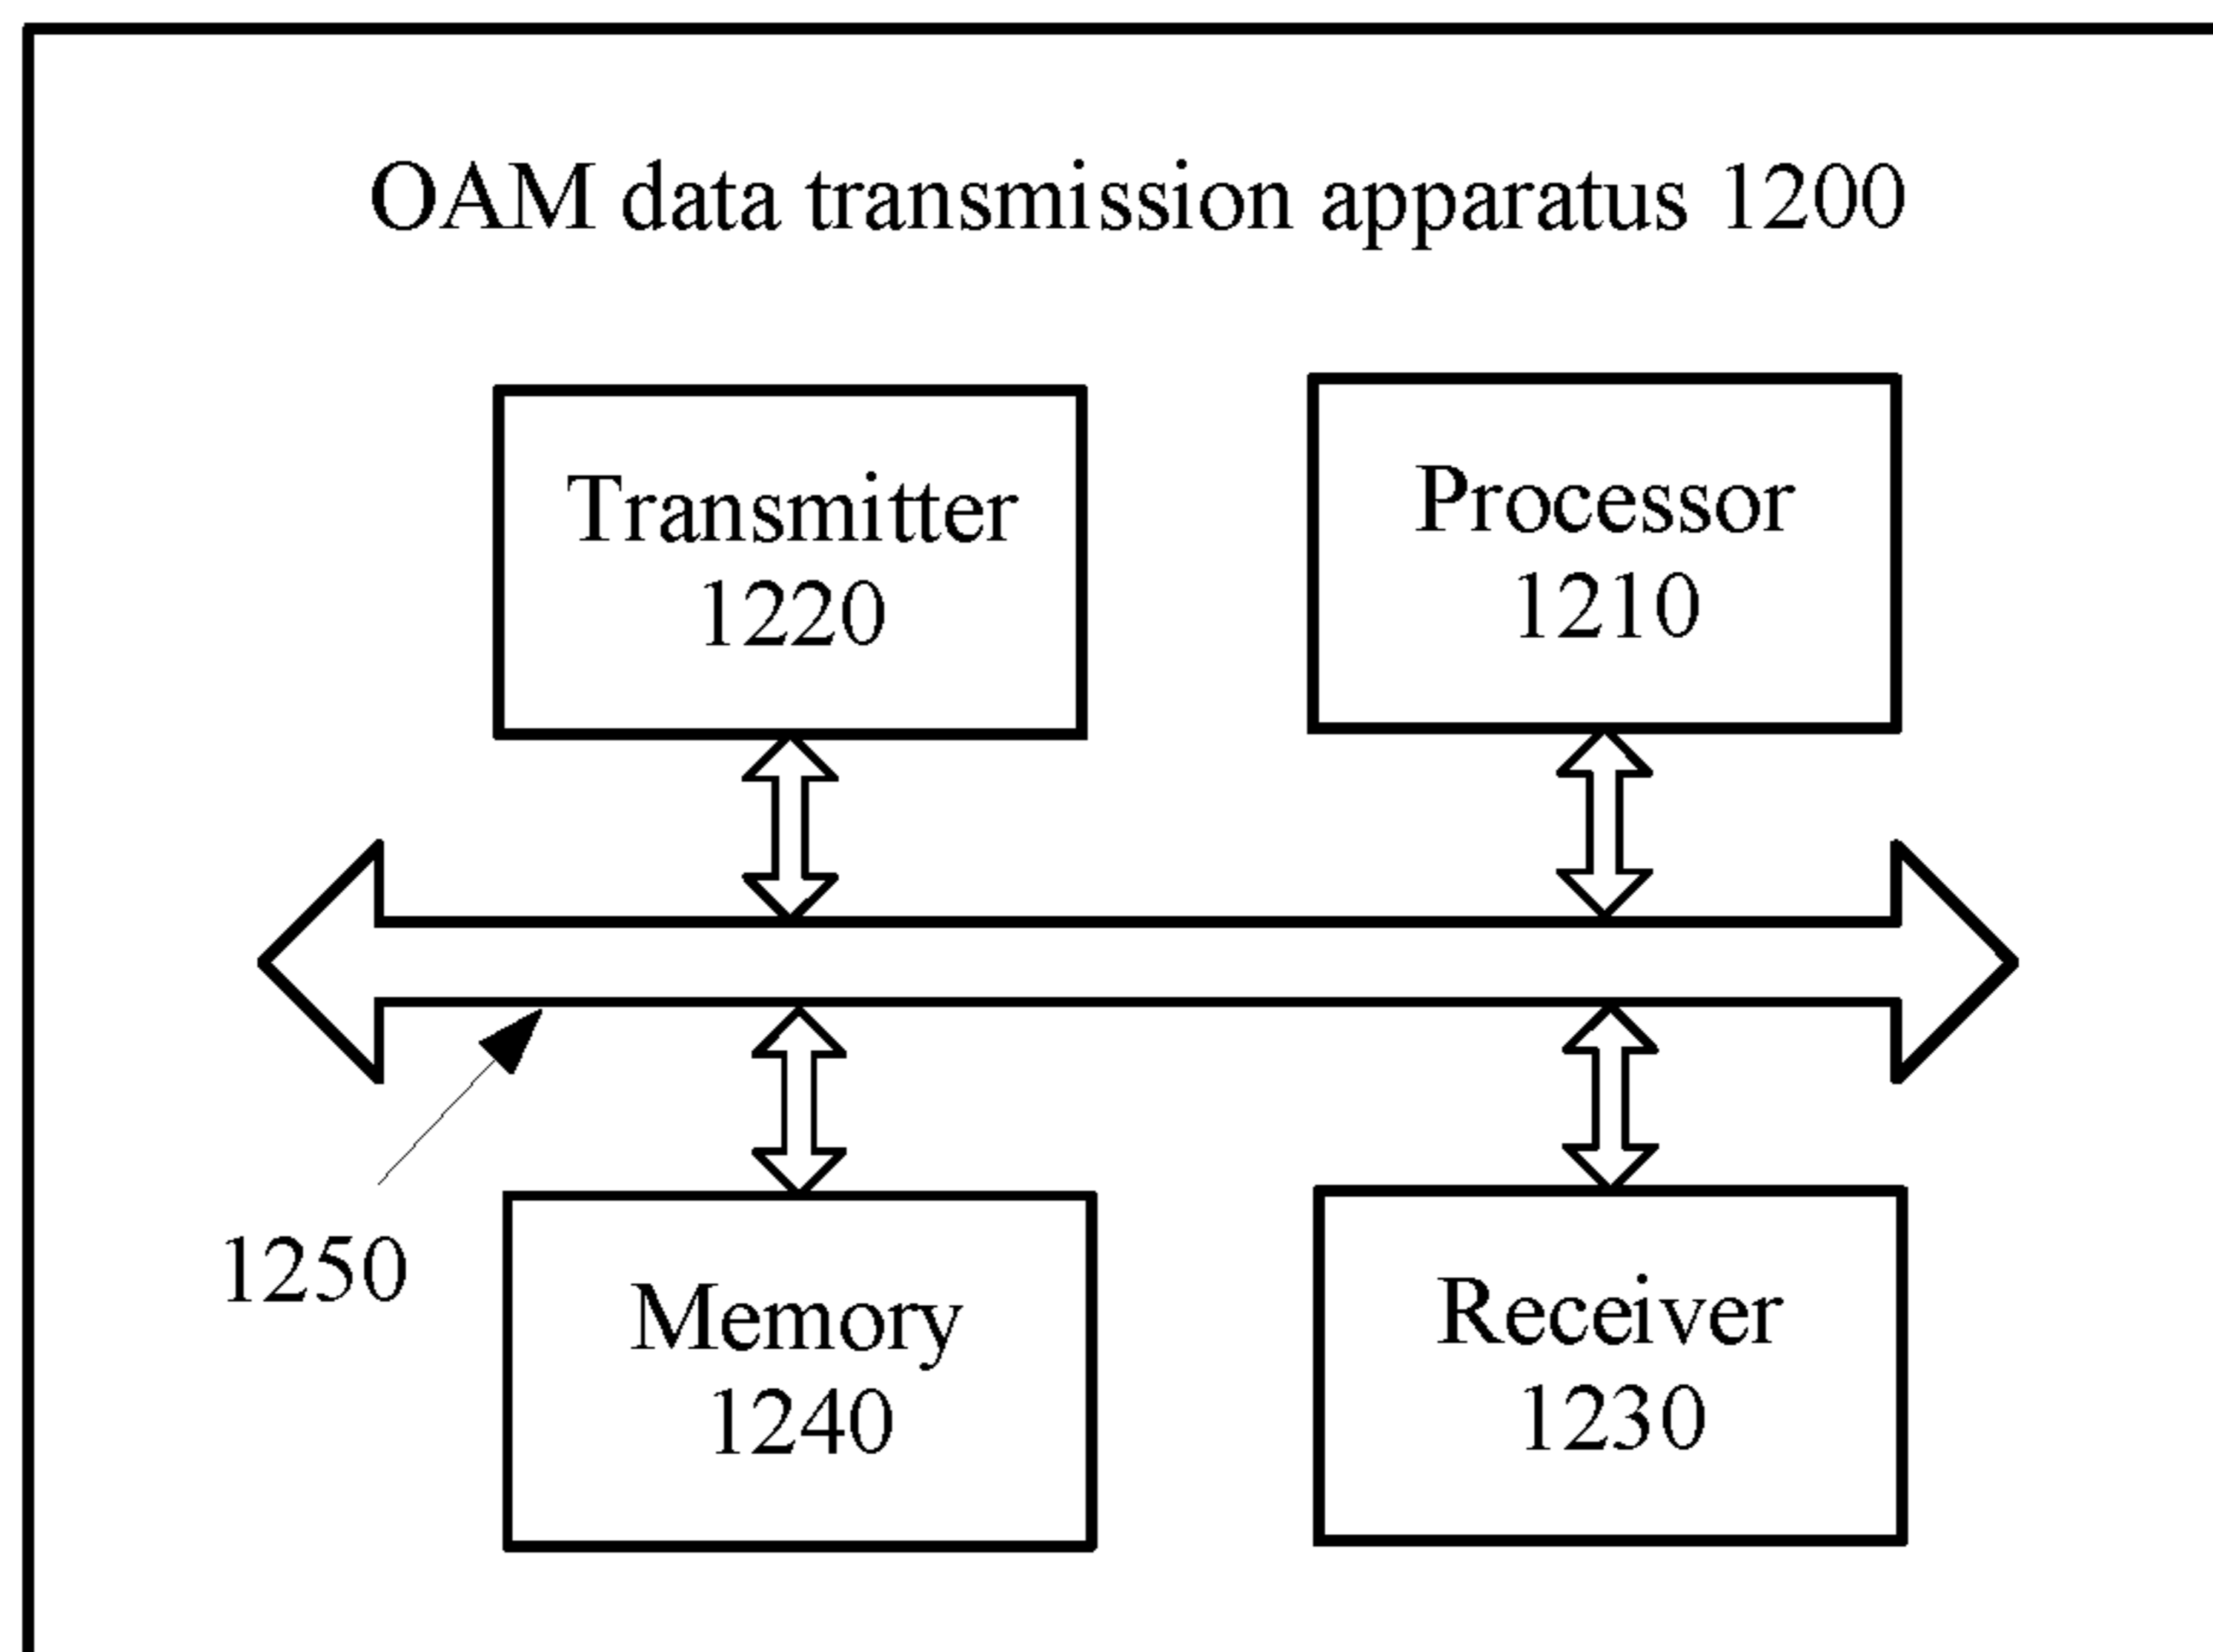 OAM data transmission apparatus 1200
Transmitter
1220
Processor
1210
1250
Memory
1240
Receiver
1230